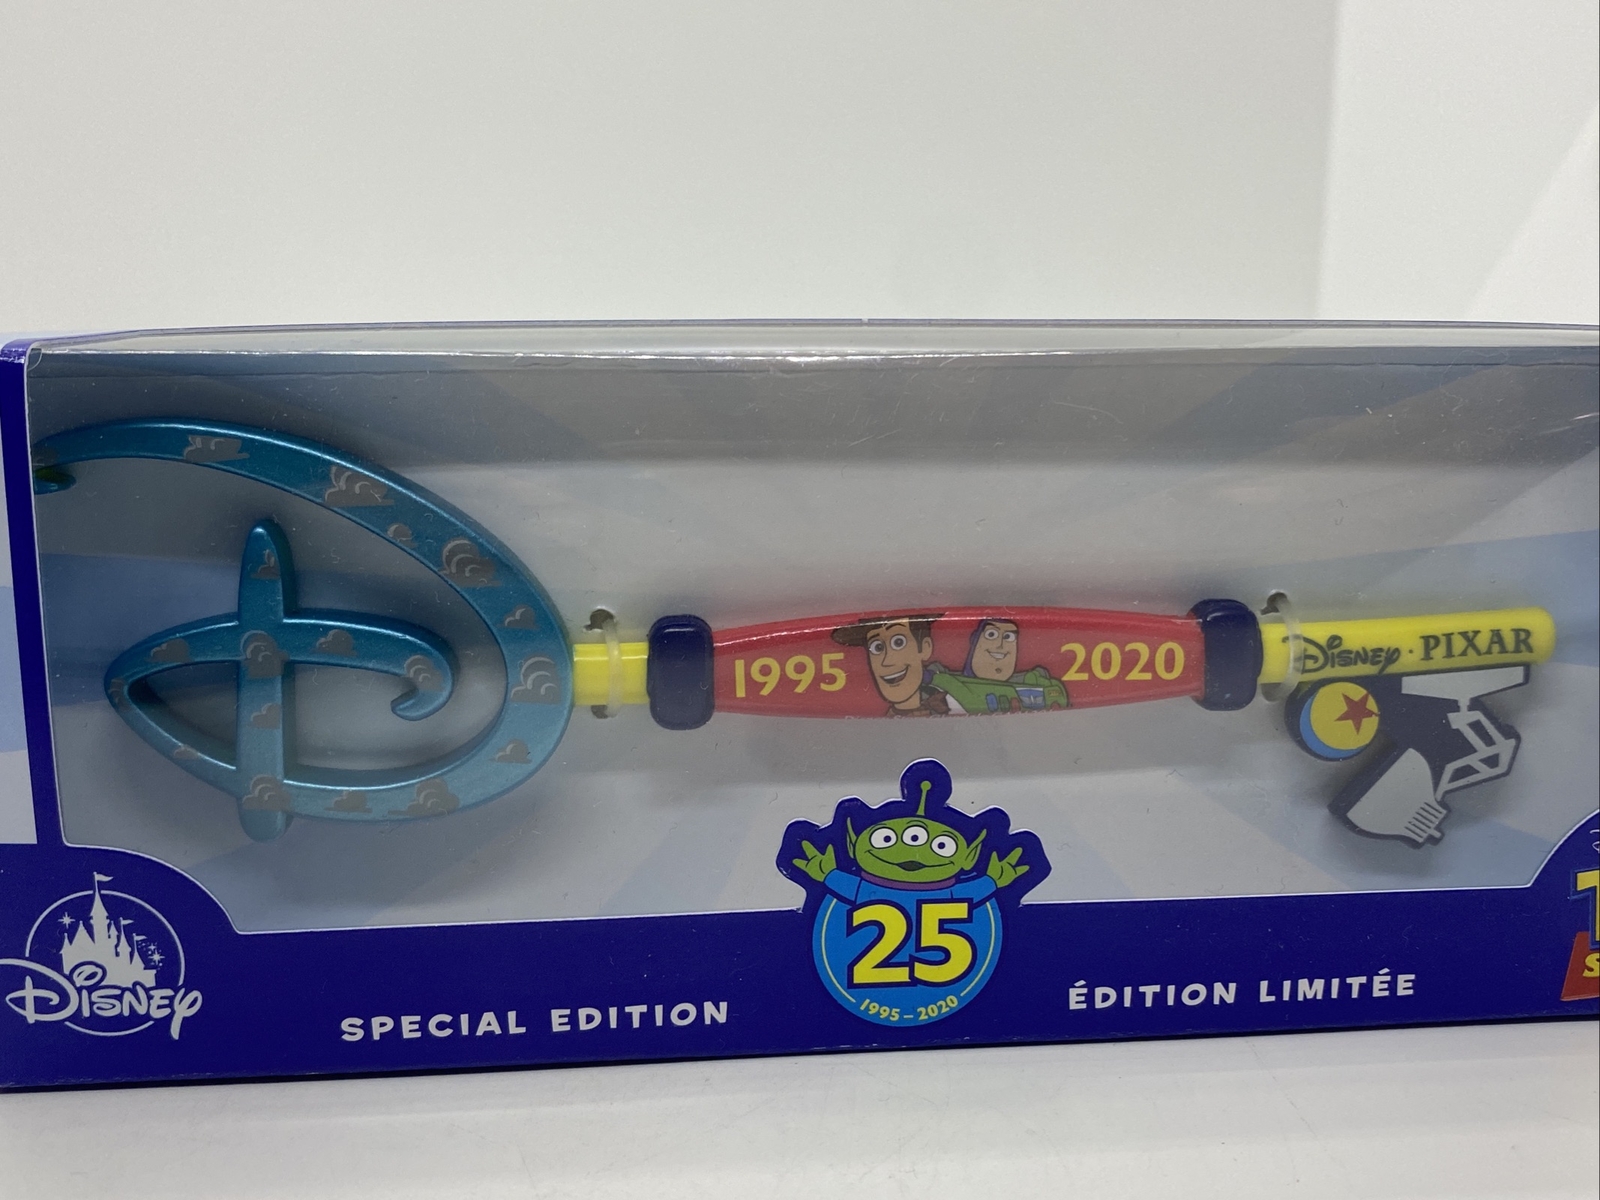 1995
2020
DISNEY · PIXAR
25
1995–2020
DISNEY
SPECIAL EDITION
ÉDITION LIMITÉE